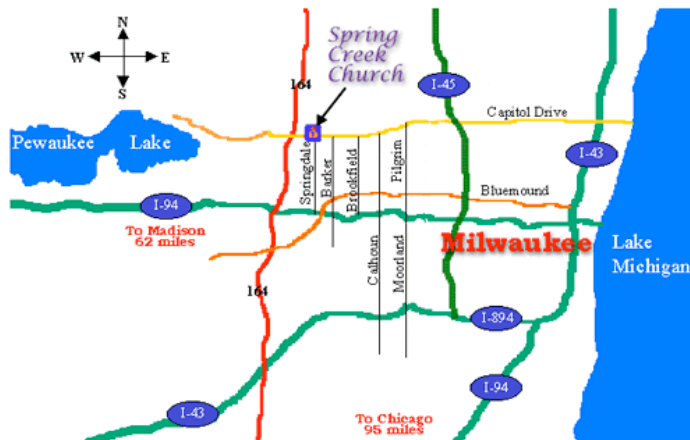 N
W E
S
Spring
Creek
Church
164
I-45
Capitol Drive
Pewaukee Lake
I-43
Springdale
Barker
Brookfield
Pilgrim
Bluemound
I-94
To Madison
62 miles
Milwaukee
Lake
Michigan
Calhoun
Moorland
164
I-894
I-94
I-43
To Chicago
95 miles